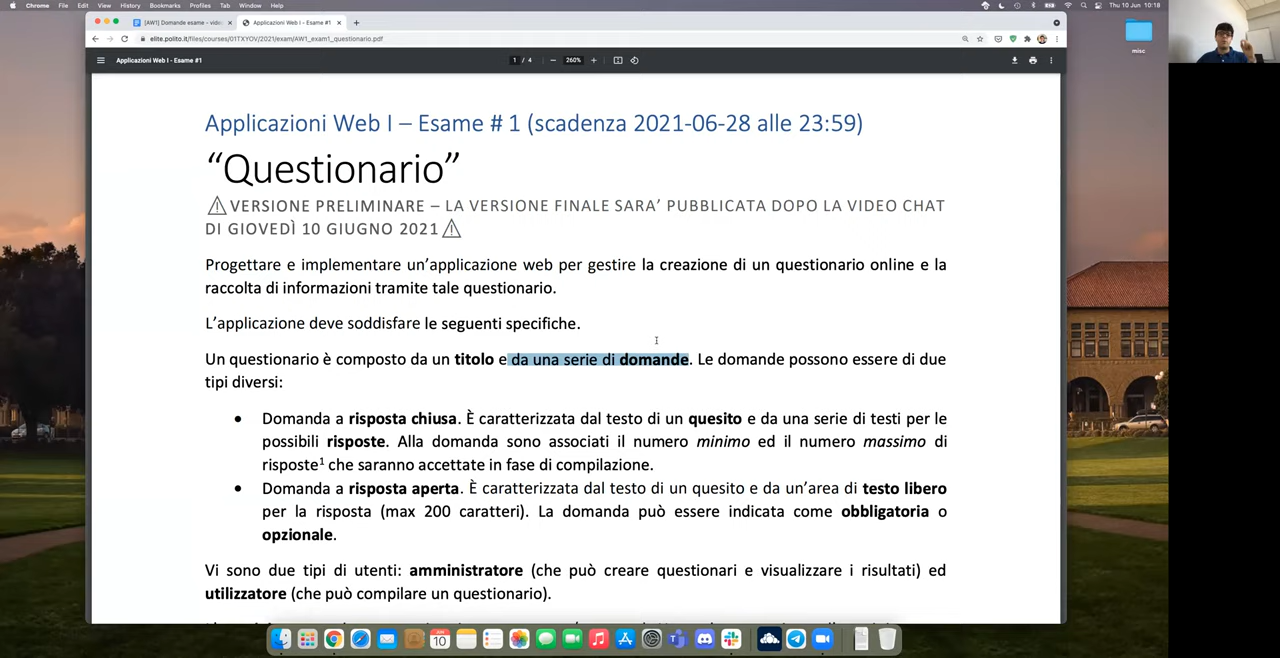 Chrome File Edit View History Bookmarks Profiles Tab Window Help Thu 10 Jun 10:18
[AW1] Domande esame – video
Applicazioni Web I - Esame #1
elite.polito.it/files/courses/01TXYOV/2021/exam/AW1_exam1_questionario.pdf
Applicazioni Web I - Esame #1 1 / 4 260%
misc
Applicazioni Web I – Esame # 1 (scadenza 2021-06-28 alle 23:59)
“Questionario”
⚠VERSIONE PRELIMINARE – LA VERSIONE FINALE SARA’ PUBBLICATA DOPO LA VIDEO CHAT
DI GIOVEDÌ 10 GIUGNO 2021⚠
Progettare e implementare un’applicazione web per gestire la creazione di un questionario online e la
raccolta di informazioni tramite tale questionario.
L’applicazione deve soddisfare le seguenti specifiche.
Un questionario è composto da un titolo e da una serie di domande. Le domande possono essere di due
tipi diversi:
• Domanda a risposta chiusa. È caratterizzata dal testo di un quesito e da una serie di testi per le
possibili risposte. Alla domanda sono associati il numero minimo ed il numero massimo di
risposte¹ che saranno accettate in fase di compilazione.
• Domanda a risposta aperta. È caratterizzata dal testo di un quesito e da un’area di testo libero
per la risposta (max 200 caratteri). La domanda può essere indicata come obbligatoria o
opzionale.
Vi sono due tipi di utenti: amministratore (che può creare questionari e visualizzare i risultati) ed
utilizzatore (che può compilare un questionario).
JUN
10